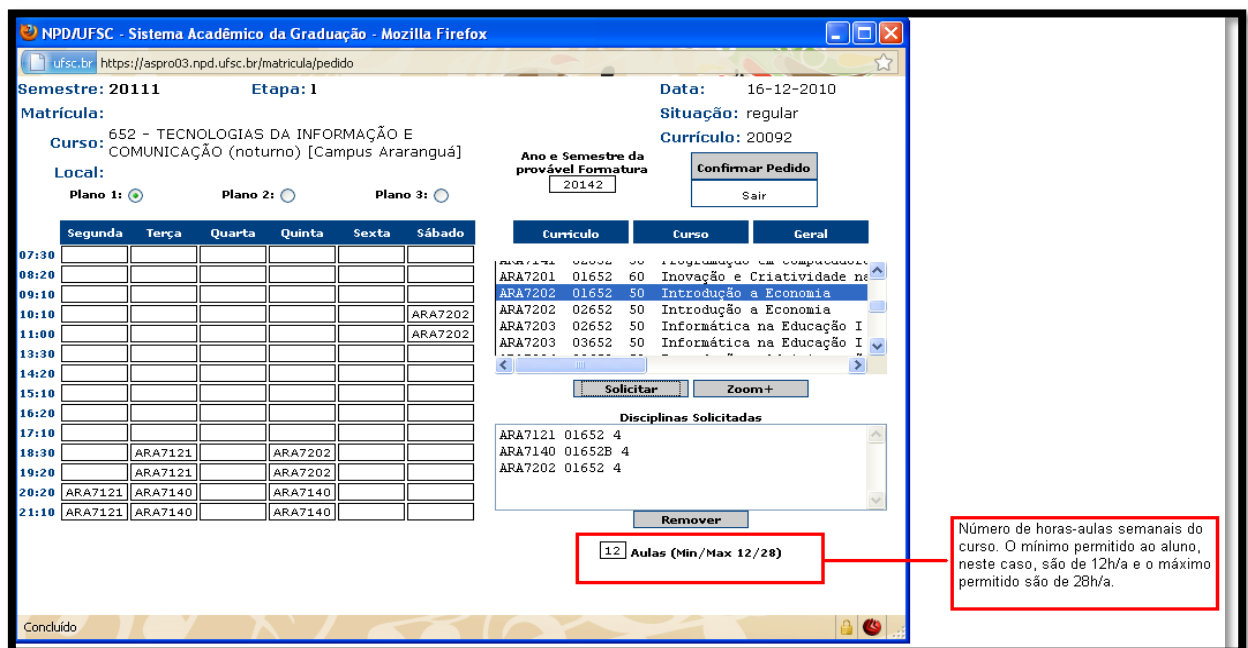 NPD/UFSC - Sistema Acadêmico da Graduação - Mozilla Firefox
ufsc.br https://aspro03.npd.ufsc.br/matricula/pedido
Semestre: 20111 Etapa: 1 Data: 16-12-2010
Matrícula: Situação: regular
Curso: 652 - TECNOLOGIAS DA INFORMAÇÃO E
COMUNICAÇÃO (noturno) [Campus Araranguá]
Currículo: 20092
Local:
Ano e Semestre da
provável Formatura
20142
Confirmar Pedido
Sair
Plano 1: Plano 2: Plano 3:
Segunda Terça Quarta Quinta Sexta Sábado
07:30
08:20
09:10
10:10 ARA7202
11:00 ARA7202
13:30
14:20
15:10
16:20
17:10
18:30 ARA7121 ARA7202
19:20 ARA7121 ARA7202
20:20 ARA7121 ARA7140 ARA7140
21:10 ARA7121 ARA7140 ARA7140
Curriculo Curso Geral
ARA7201 01652 60 Inovação e Criatividade na
ARA7202 01652 50 Introdução a Economia
ARA7202 02652 50 Introdução a Economia
ARA7203 02652 50 Informática na Educação I
ARA7203 03652 50 Informática na Educação I
Solicitar Zoom+
Disciplinas Solicitadas
ARA7121 01652 4
ARA7140 01652B 4
ARA7202 01652 4
Remover
12 Aulas (Min/Max 12/28)
Número de horas-aulas semanais do
curso. O mínimo permitido ao aluno,
neste caso, são de 12h/a e o máximo
permitido são de 28h/a.
Concluído